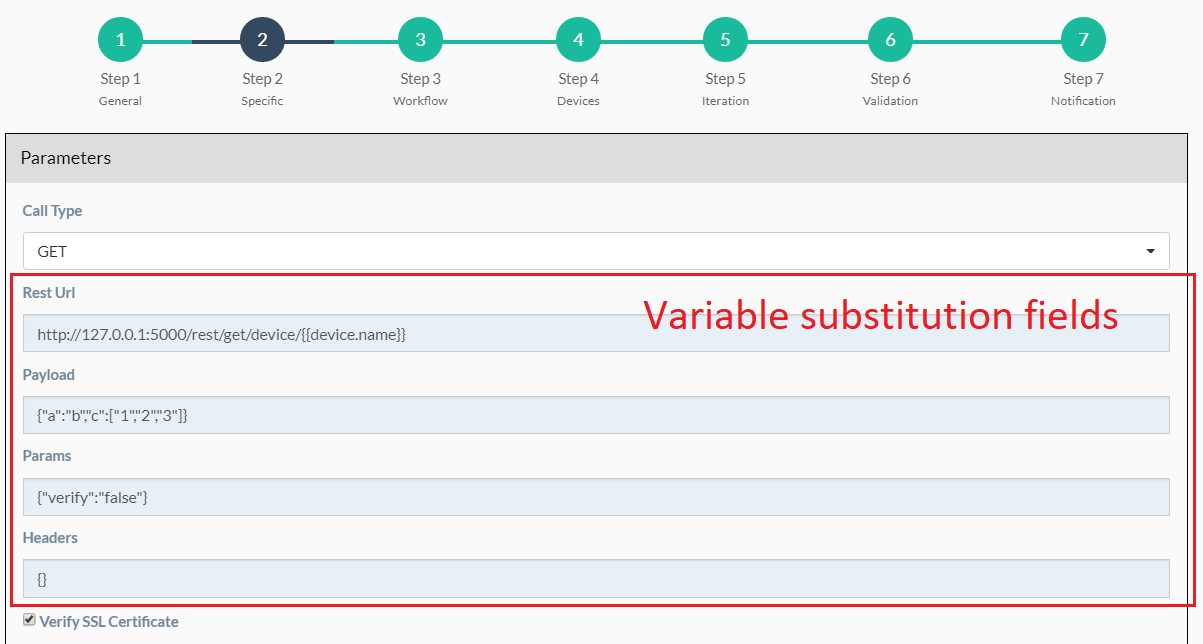 1 2 3 4 5 6 7
Step 1 Step 2 Step 3 Step 4 Step 5 Step 6 Step 7
General Specific Workflow Devices Iteration Validation Notification
Parameters
Call Type
GET
Rest Url
Variable substitution fields
http://127.0.0.1:5000/rest/get/device/{{device.name}}
Payload
{"a":"b","c":["1","2","3"]}
Params
{"verify":"false"}
Headers
{}
Verify SSL Certificate